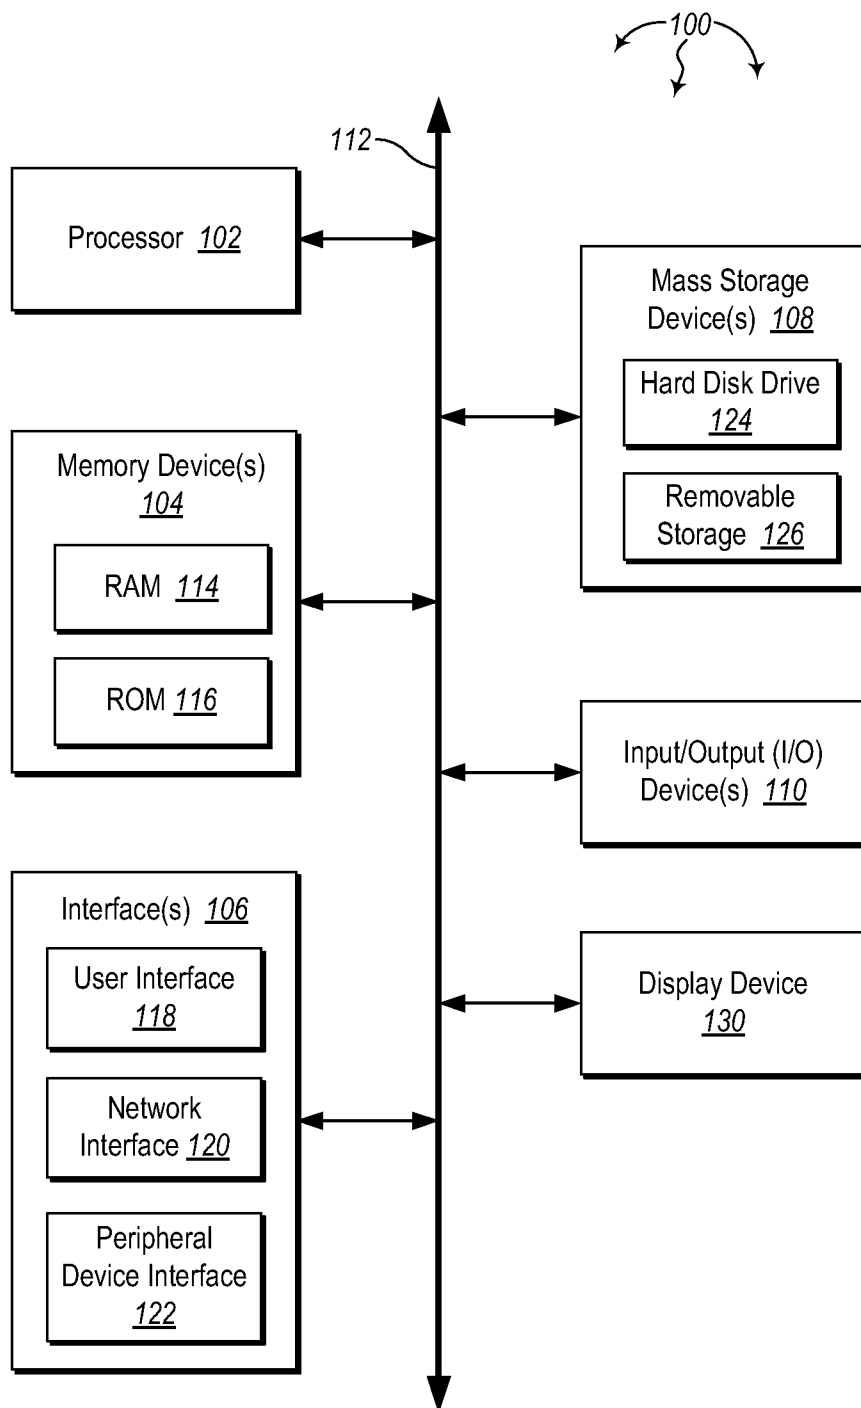 100
112
Processor 102
Memory Device(s)
104
RAM 114
ROM 116
Interface(s) 106
User Interface
118
Network
Interface 120
Peripheral
Device Interface
122
Mass Storage
Device(s) 108
Hard Disk Drive
124
Removable
Storage 126
Input/Output (I/O)
Device(s) 110
Display Device
130